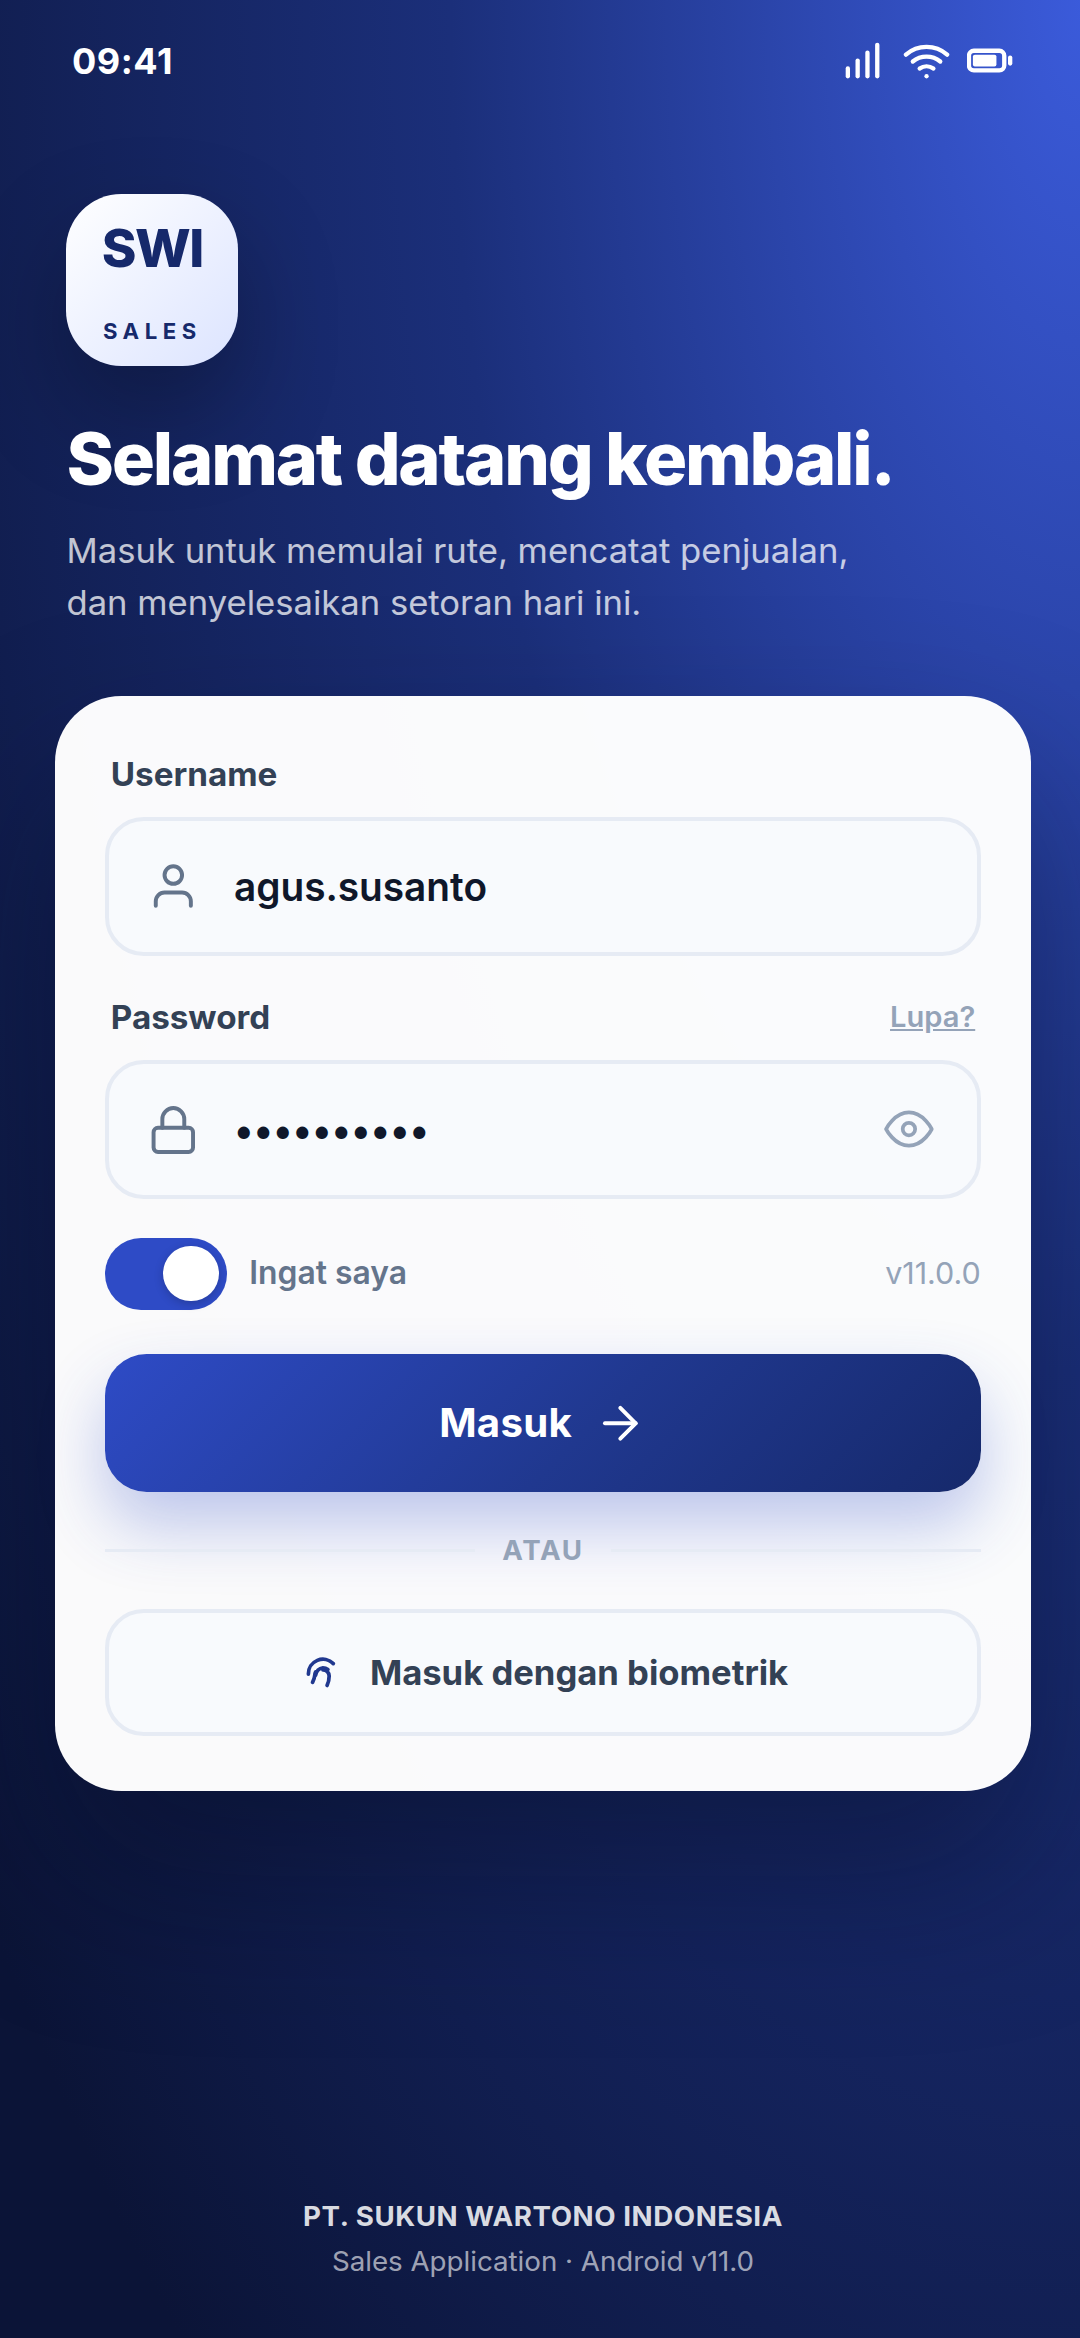 09:41
SWI
SALES
Selamat datang kembali.
Masuk untuk memulai rute, mencatat penjualan,
dan menyelesaikan setoran hari ini.
Username
agus.susanto
Password
Lupa?
••••••••••
Ingat saya
v11.0.0
Masuk
ATAU
Masuk dengan biometrik
PT. SUKUN WARTONO INDONESIA
Sales Application · Android v11.0